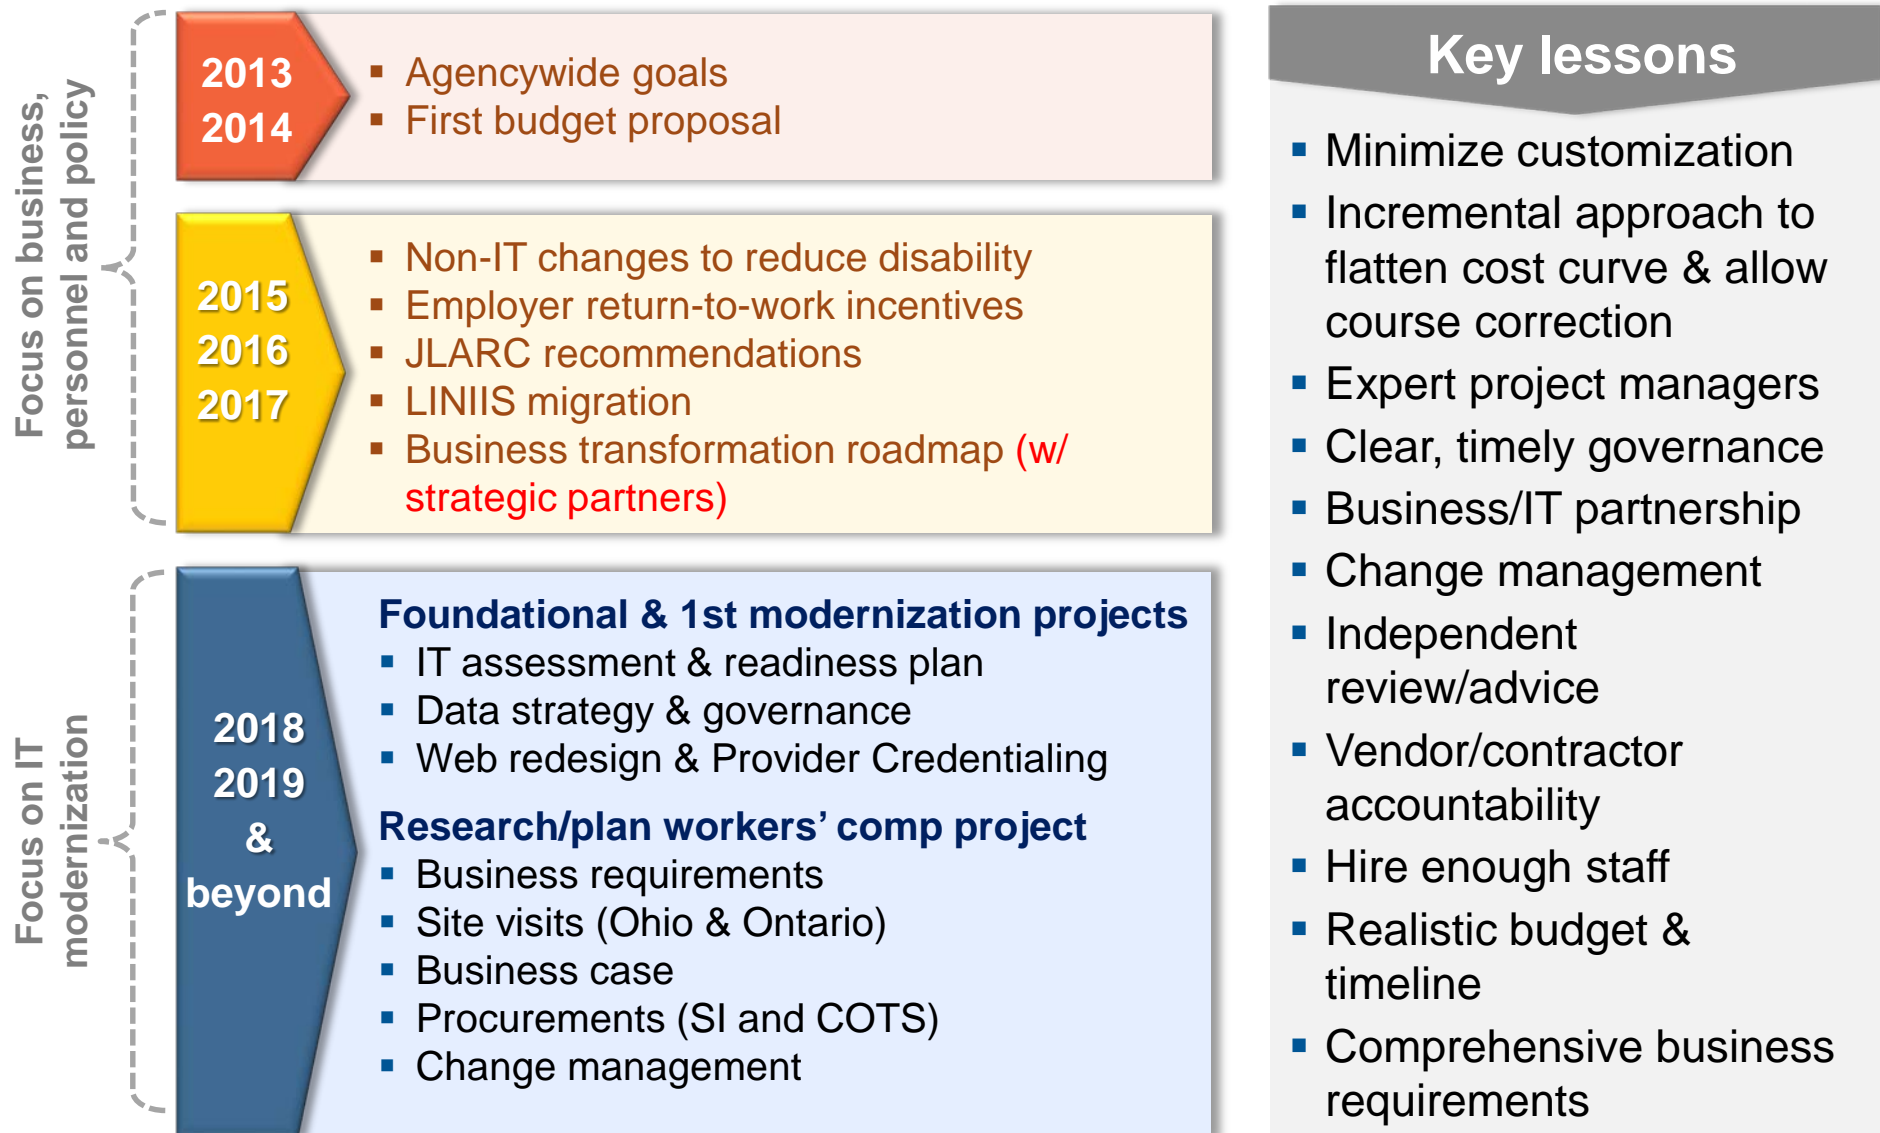 Focus on business,
personnel and policy
2013
2014
▪ Agencywide goals
▪ First budget proposal
2015
2016
2017
▪ Non-IT changes to reduce disability
▪ Employer return-to-work incentives
▪ JLARC recommendations
▪ LINIIS migration
▪ Business transformation roadmap (w/
strategic partners)
Focus on IT
modernization
2018
2019
&
beyond
Foundational & 1st modernization projects
▪ IT assessment & readiness plan
▪ Data strategy & governance
▪ Web redesign & Provider Credentialing
Research/plan workers’ comp project
▪ Business requirements
▪ Site visits (Ohio & Ontario)
▪ Business case
▪ Procurements (SI and COTS)
▪ Change management
Key lessons
▪ Minimize customization
▪ Incremental approach to
flatten cost curve & allow
course correction
▪ Expert project managers
▪ Clear, timely governance
▪ Business/IT partnership
▪ Change management
▪ Independent
review/advice
▪ Vendor/contractor
accountability
▪ Hire enough staff
▪ Realistic budget &
timeline
▪ Comprehensive business
requirements